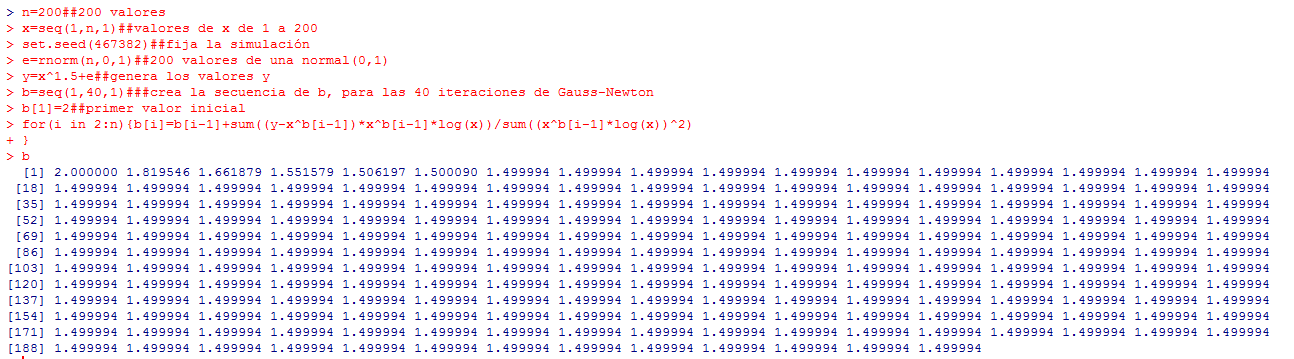 > n=200##200 valores
> x=seq(1,n,1)##valores de x de 1 a 200
> set.seed(467382)##fija la simulación
> e=rnorm(n,0,1)##200 valores de una normal(0,1)
> y=x^1.5+e##genera los valores y
> b=seq(1,40,1)###crea la secuencia de b, para las 40 iteraciones de Gauss-Newton
> b[1]=2##primer valor inicial
> for(i in 2:n){b[i]=b[i-1]+sum((y-x^b[i-1])*x^b[i-1]*log(x))/sum((x^b[i-1]*log(x))^2)
+ }
> b
[1] 2.000000 1.819546 1.661879 1.551579 1.506197 1.500090 1.499994 1.499994 1.499994 1.499994 1.499994 1.499994 1.499994 1.499994 1.499994 1.499994 1.499994
[18] 1.499994 1.499994 1.499994 1.499994 1.499994 1.499994 1.499994 1.499994 1.499994 1.499994 1.499994 1.499994 1.499994 1.499994 1.499994 1.499994 1.499994
[35] 1.499994 1.499994 1.499994 1.499994 1.499994 1.499994 1.499994 1.499994 1.499994 1.499994 1.499994 1.499994 1.499994 1.499994 1.499994 1.499994 1.499994
[52] 1.499994 1.499994 1.499994 1.499994 1.499994 1.499994 1.499994 1.499994 1.499994 1.499994 1.499994 1.499994 1.499994 1.499994 1.499994 1.499994 1.499994
[69] 1.499994 1.499994 1.499994 1.499994 1.499994 1.499994 1.499994 1.499994 1.499994 1.499994 1.499994 1.499994 1.499994 1.499994 1.499994 1.499994 1.499994
[86] 1.499994 1.499994 1.499994 1.499994 1.499994 1.499994 1.499994 1.499994 1.499994 1.499994 1.499994 1.499994 1.499994 1.499994 1.499994 1.499994 1.499994
[103] 1.499994 1.499994 1.499994 1.499994 1.499994 1.499994 1.499994 1.499994 1.499994 1.499994 1.499994 1.499994 1.499994 1.499994 1.499994 1.499994 1.499994
[120] 1.499994 1.499994 1.499994 1.499994 1.499994 1.499994 1.499994 1.499994 1.499994 1.499994 1.499994 1.499994 1.499994 1.499994 1.499994 1.499994 1.499994
[137] 1.499994 1.499994 1.499994 1.499994 1.499994 1.499994 1.499994 1.499994 1.499994 1.499994 1.499994 1.499994 1.499994 1.499994 1.499994 1.499994 1.499994
[154] 1.499994 1.499994 1.499994 1.499994 1.499994 1.499994 1.499994 1.499994 1.499994 1.499994 1.499994 1.499994 1.499994 1.499994 1.499994 1.499994 1.499994
[171] 1.499994 1.499994 1.499994 1.499994 1.499994 1.499994 1.499994 1.499994 1.499994 1.499994 1.499994 1.499994 1.499994 1.499994 1.499994 1.499994 1.499994
[188] 1.499994 1.499994 1.499994 1.499994 1.499994 1.499994 1.499994 1.499994 1.499994 1.499994 1.499994 1.499994 1.499994